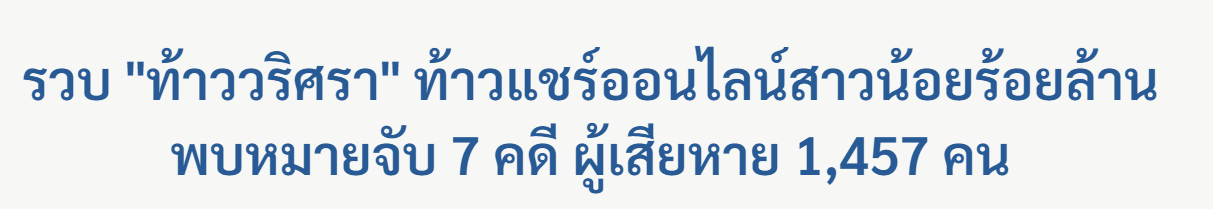 รวบ "ท้าววริศรา" ท้าวแชร์ออนไลน์สาวน้อยร้อยล้าน
พบหมายจับ 7 คดี ผู้เสียหาย 1,457 คน